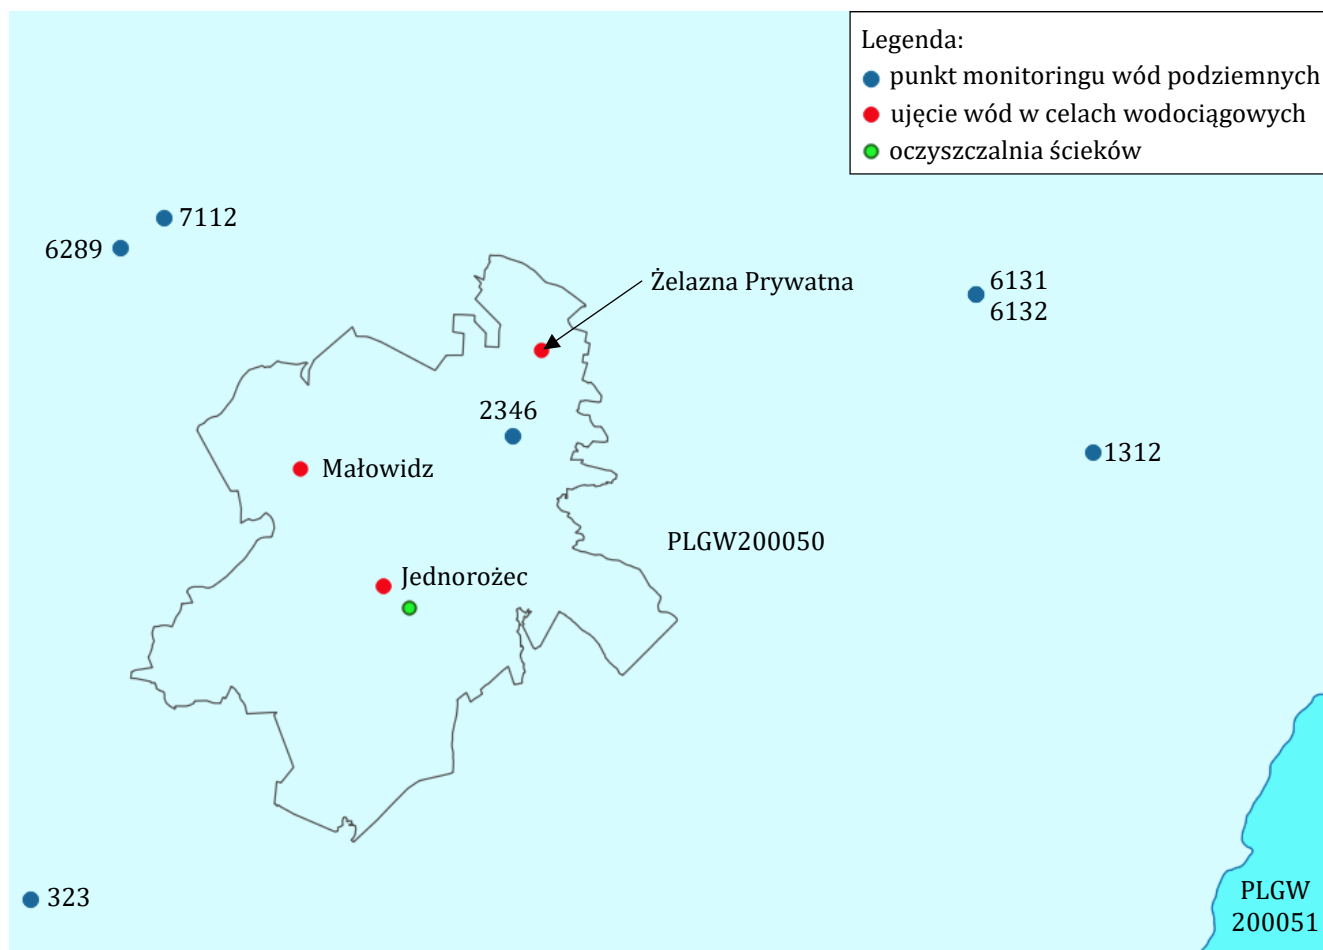 Legenda:
punkt monitoringu wód podziemnych
ujęcie wód w celach wodociągowych
oczyszczalnia ścieków
7112
6289
Żelazna Prywatna
6131
6132
2346
1312
Małowidz
PLGW200050
Jednorożec
323
PLGW
200051